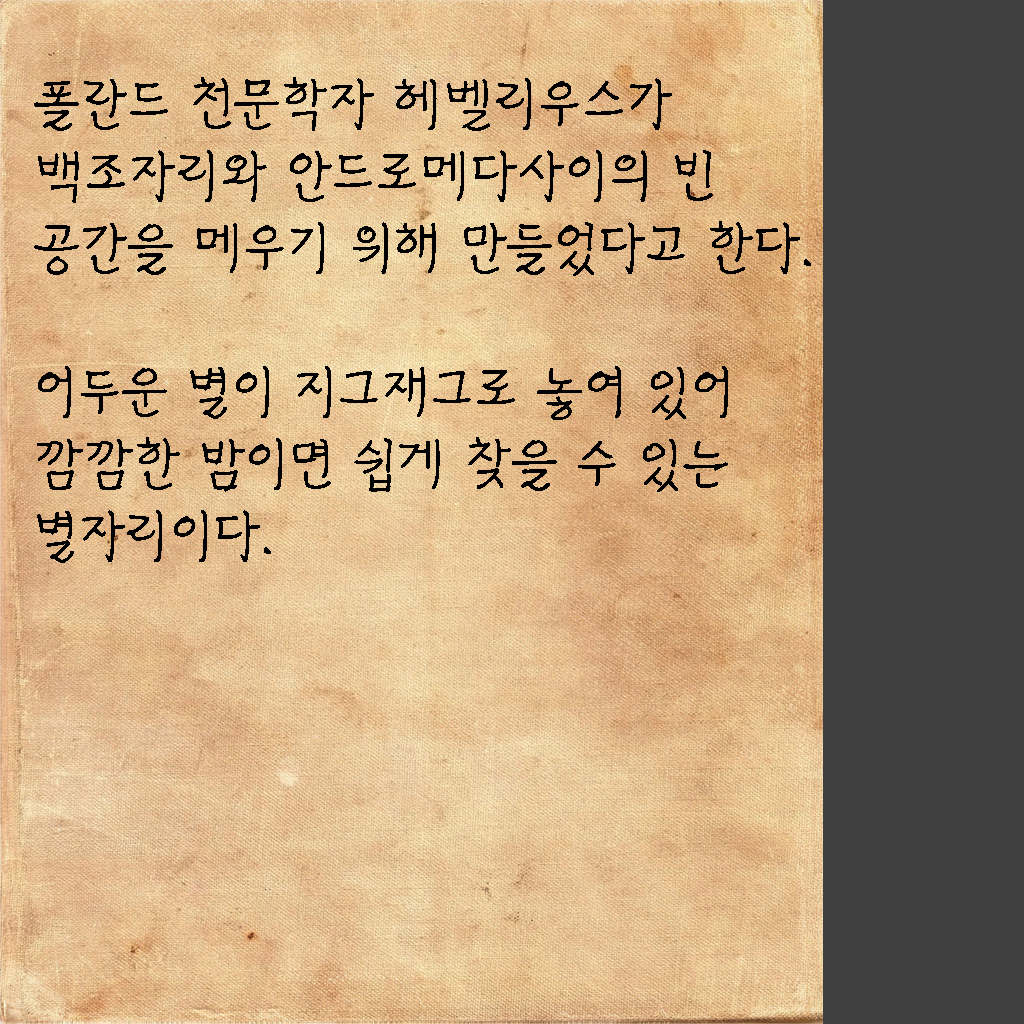 폴란드 천문학자 헤벨리우스가
백조자리와 안드로메다사이의 빈
공간을 메우기 위해 만들었다고 한다.
어두운 별이 지그재그로 놓여 있어
깜깜한 밤이면 쉽게 찾을 수 있는
별자리이다.